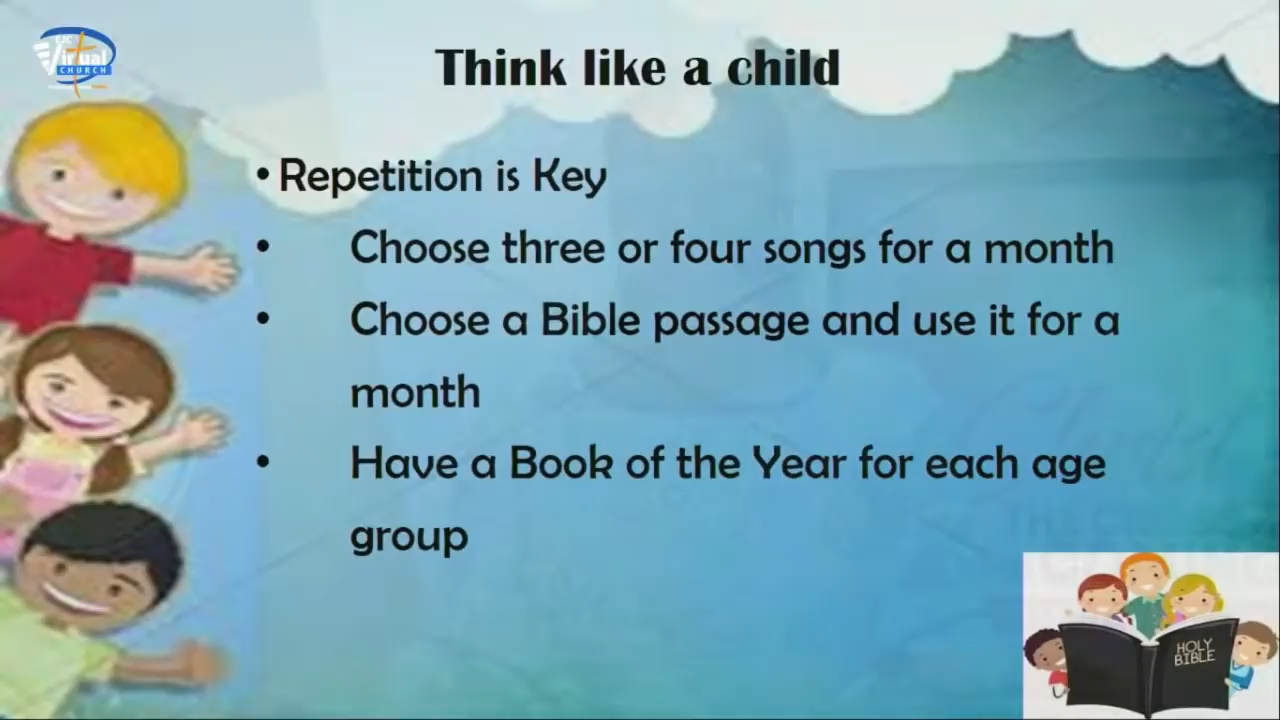 Virtual
CHURCH
Think like a child
• Repetition is Key
• Choose three or four songs for a month
• Choose a Bible passage and use it for a
month
• Have a Book of the Year for each age
group
HOLY
BIBLE